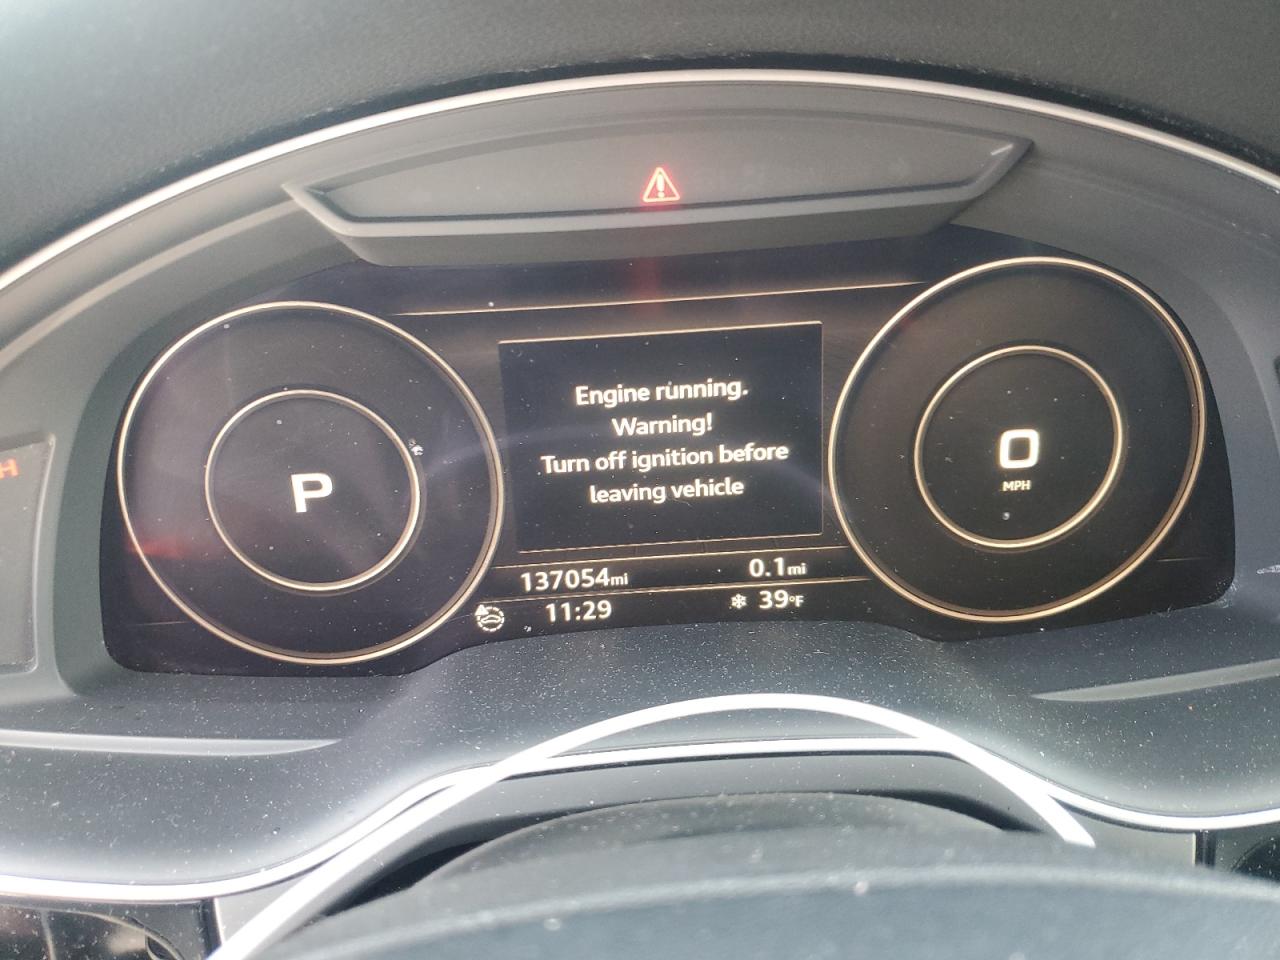 H
P
Engine running.
Warning!
Turn off ignition before
leaving vehicle
0
MPH
137054mi
0.1mi
11:29
39°F